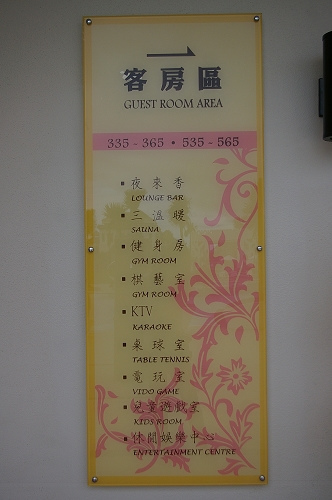 客房區
GUEST ROOM AREA
335 - 365 • 535 - 565
▪ 夜來香
LOUNGE BAR
▪ 三溫暖
SAUNA
▪ 健身房
GYM ROOM
▪ 棋藝室
GYM ROOM
▪ KTV
KARAOKE
▪ 桌球室
TABLE TENNIS
▪ 電玩室
VIDO GAME
▪ 兒童遊戲室
KIDS ROOM
▪ 休閒娛樂中心
ENTERTAINMENT CENTRE